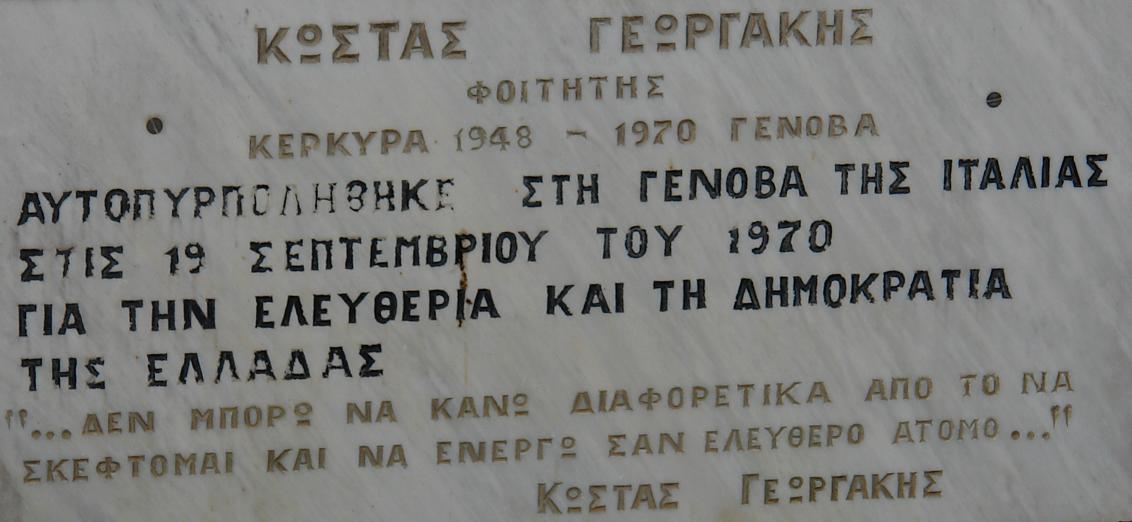 ΚΩΣΤΑΣ ΓΕΩΡΓΑΚΗΣ
ΦΟΙΤΗΤΗΣ
ΚΕΡΚΥΡΑ 1948 - 1970 ΓΕΝΟΒΑ
ΑΥΤΟΠΥΡΠΟΛΗΘΗΚΕ ΣΤΗ ΓΕΝΟΒΑ ΤΗΣ ΙΤΑΛΙΑΣ
ΣΤΙΣ 19 ΣΕΠΤΕΜΒΡΙΟΥ ΤΟΥ 1970
ΓΙΑ ΤΗΝ ΕΛΕΥΘΕΡΙΑ ΚΑΙ ΤΗ ΔΗΜΟΚΡΑΤΙΑ
ΤΗΣ ΕΛΛΑΔΑΣ
"...ΔΕΝ ΜΠΟΡΩ ΝΑ ΚΑΝΩ ΔΙΑΦΟΡΕΤΙΚΑ ΑΠΟ ΤΟ ΝΑ
ΣΚΕΦΤΟΜΑΙ ΚΑΙ ΝΑ ΕΝΕΡΓΩ ΣΑΝ ΕΛΕΥΘΕΡΟ ΑΤΟΜΟ..."
ΚΩΣΤΑΣ ΓΕΩΡΓΑΚΗΣ